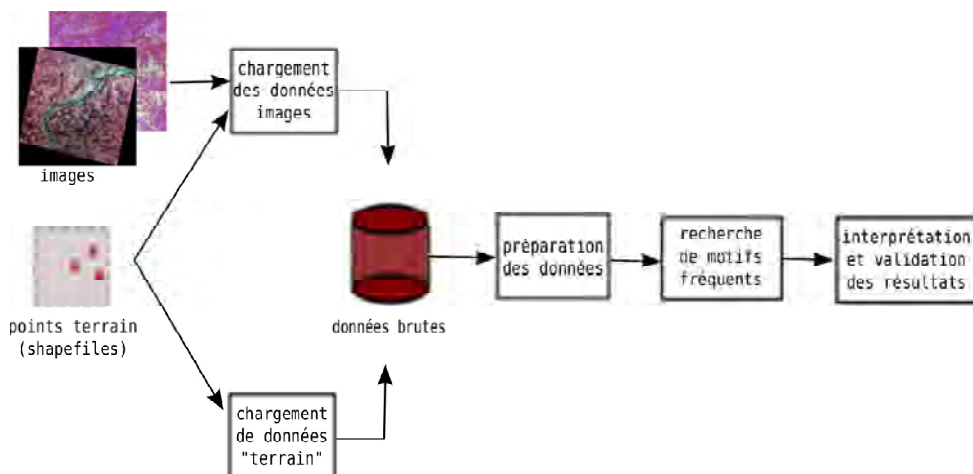 chargement
des données
images
images
points terrain
(shapefiles)
données brutes
préparation
des données
recherche
de motifs
fréquents
interprétation
et validation
des résultats
chargement
de données
"terrain"